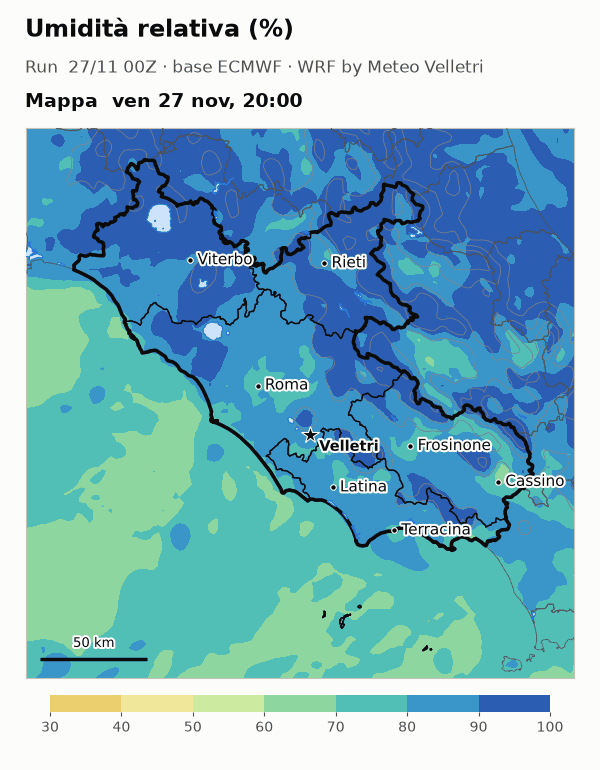 Umidità relativa (%)
Run  27/11 00Z · base ECMWF · WRF by Meteo Velletri
Mappa  ven 27 nov, 20:00
Viterbo
Rieti
Roma
Velletri
Frosinone
Cassino
Latina
Terracina
50 km
30 40 50 60 70 80 90 100